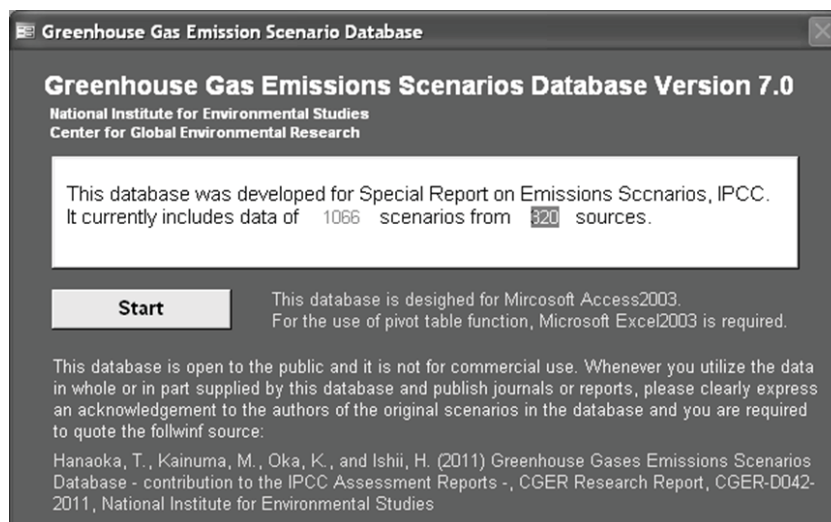 Greenhouse Gas Emission Scenario Database
Greenhouse Gas Emissions Scenarios Database Version 7.0
National Institute for Environmental Studies
Center for Global Environmental Research
This database was developed for Special Report on Emissions Sccnarios, IPCC.
It currently includes data of 1066 scenarios from 820 sources.
Start
This database is desighed for Mircosoft Access2003.
For the use of pivot table function, Microsoft Excel2003 is required.
This database is open to the public and it is not for commercial use. Whenever you utilize the data
in whole or in part supplied by this database and publish journals or reports, please clearly express
an acknowledgement to the authors of the original scenarios in the database and you are required
to quote the follwinf source:
Hanaoka, T., Kainuma, M., Oka, K., and Ishii, H. (2011) Greenhouse Gases Emissions Scenarios
Database - contribution to the IPCC Assessment Reports -, CGER Research Report, CGER-D042-
2011, National Institute for Environmental Studies